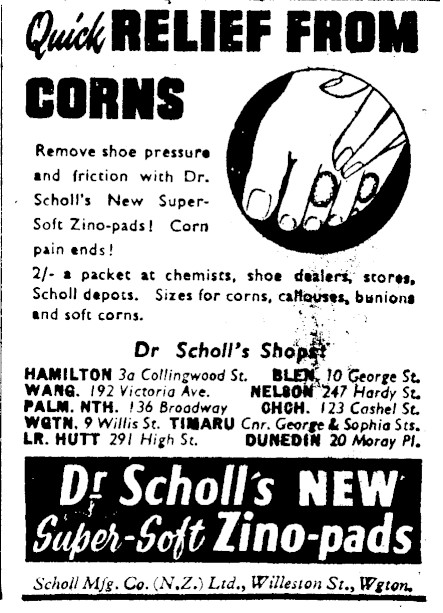 Quick RELIEF FROM
CORNS
Remove shoe pressure
and friction with Dr.
Scholl's New Super-
Soft Zino-pads! Corn
pain ends!
2/- a packet at chemists, shoe dealers, stores,
Scholl depots. Sizes for corns, callouses, bunions
and soft corns.
Dr Scholl's Shops:
HAMILTON 3a Collingwood St. BLEN. 10 George St.
WANG. 192 Victoria Ave. NELSON 247 Hardy St.
PALM. NTH. 136 Broadway CHCH. 123 Cashel St.
WGTN. 9 Willis St. TIMARU Cnr. George & Sophia Sts.
LR. HUTT 291 High St. DUNEDIN 20 Moray Pl.
Dr Scholl's NEW
Super-Soft Zino-pads
Scholl Mfg. Co. (N.Z.) Ltd., Willeston St., Wgton.